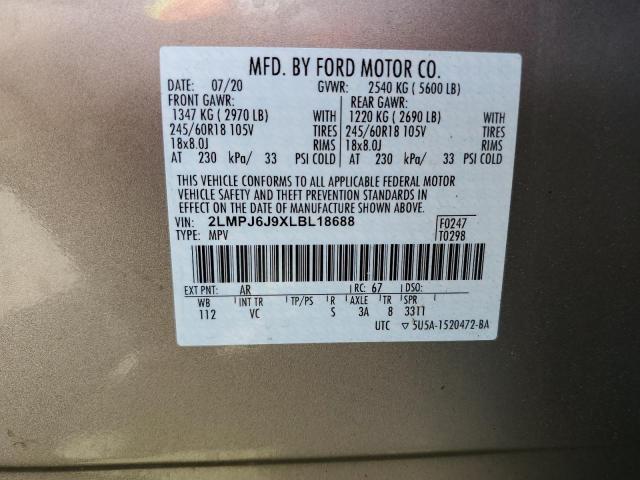 MFD. BY FORD MOTOR CO.
DATE: 07/20 GVWR: 2540 KG ( 5600 LB)
FRONT GAWR: REAR GAWR:
1347 KG ( 2970 LB) WITH 1220 KG ( 2690 LB) WITH
245/60R18 105V TIRES 245/60R18 105V TIRES
18x8.0J RIMS 18x8.0J RIMS
AT 230 kPa/ 33 PSI COLD AT 230 kPa/ 33 PSI COLD
THIS VEHICLE CONFORMS TO ALL APPLICABLE FEDERAL MOTOR
VEHICLE SAFETY AND THEFT PREVENTION STANDARDS IN
EFFECT ON THE DATE OF MANUFACTURE SHOWN ABOVE.
VIN: 2LMPJ6J9XLBL18688 F0247
TYPE: MPV T0298
EXT PNT: AR RC: 67 DSO:
WB INT TR TP/PS R AXLE TR SPR
112 VC S 3A 8 3311
UTC ▽ 5U5A-1520472-BA